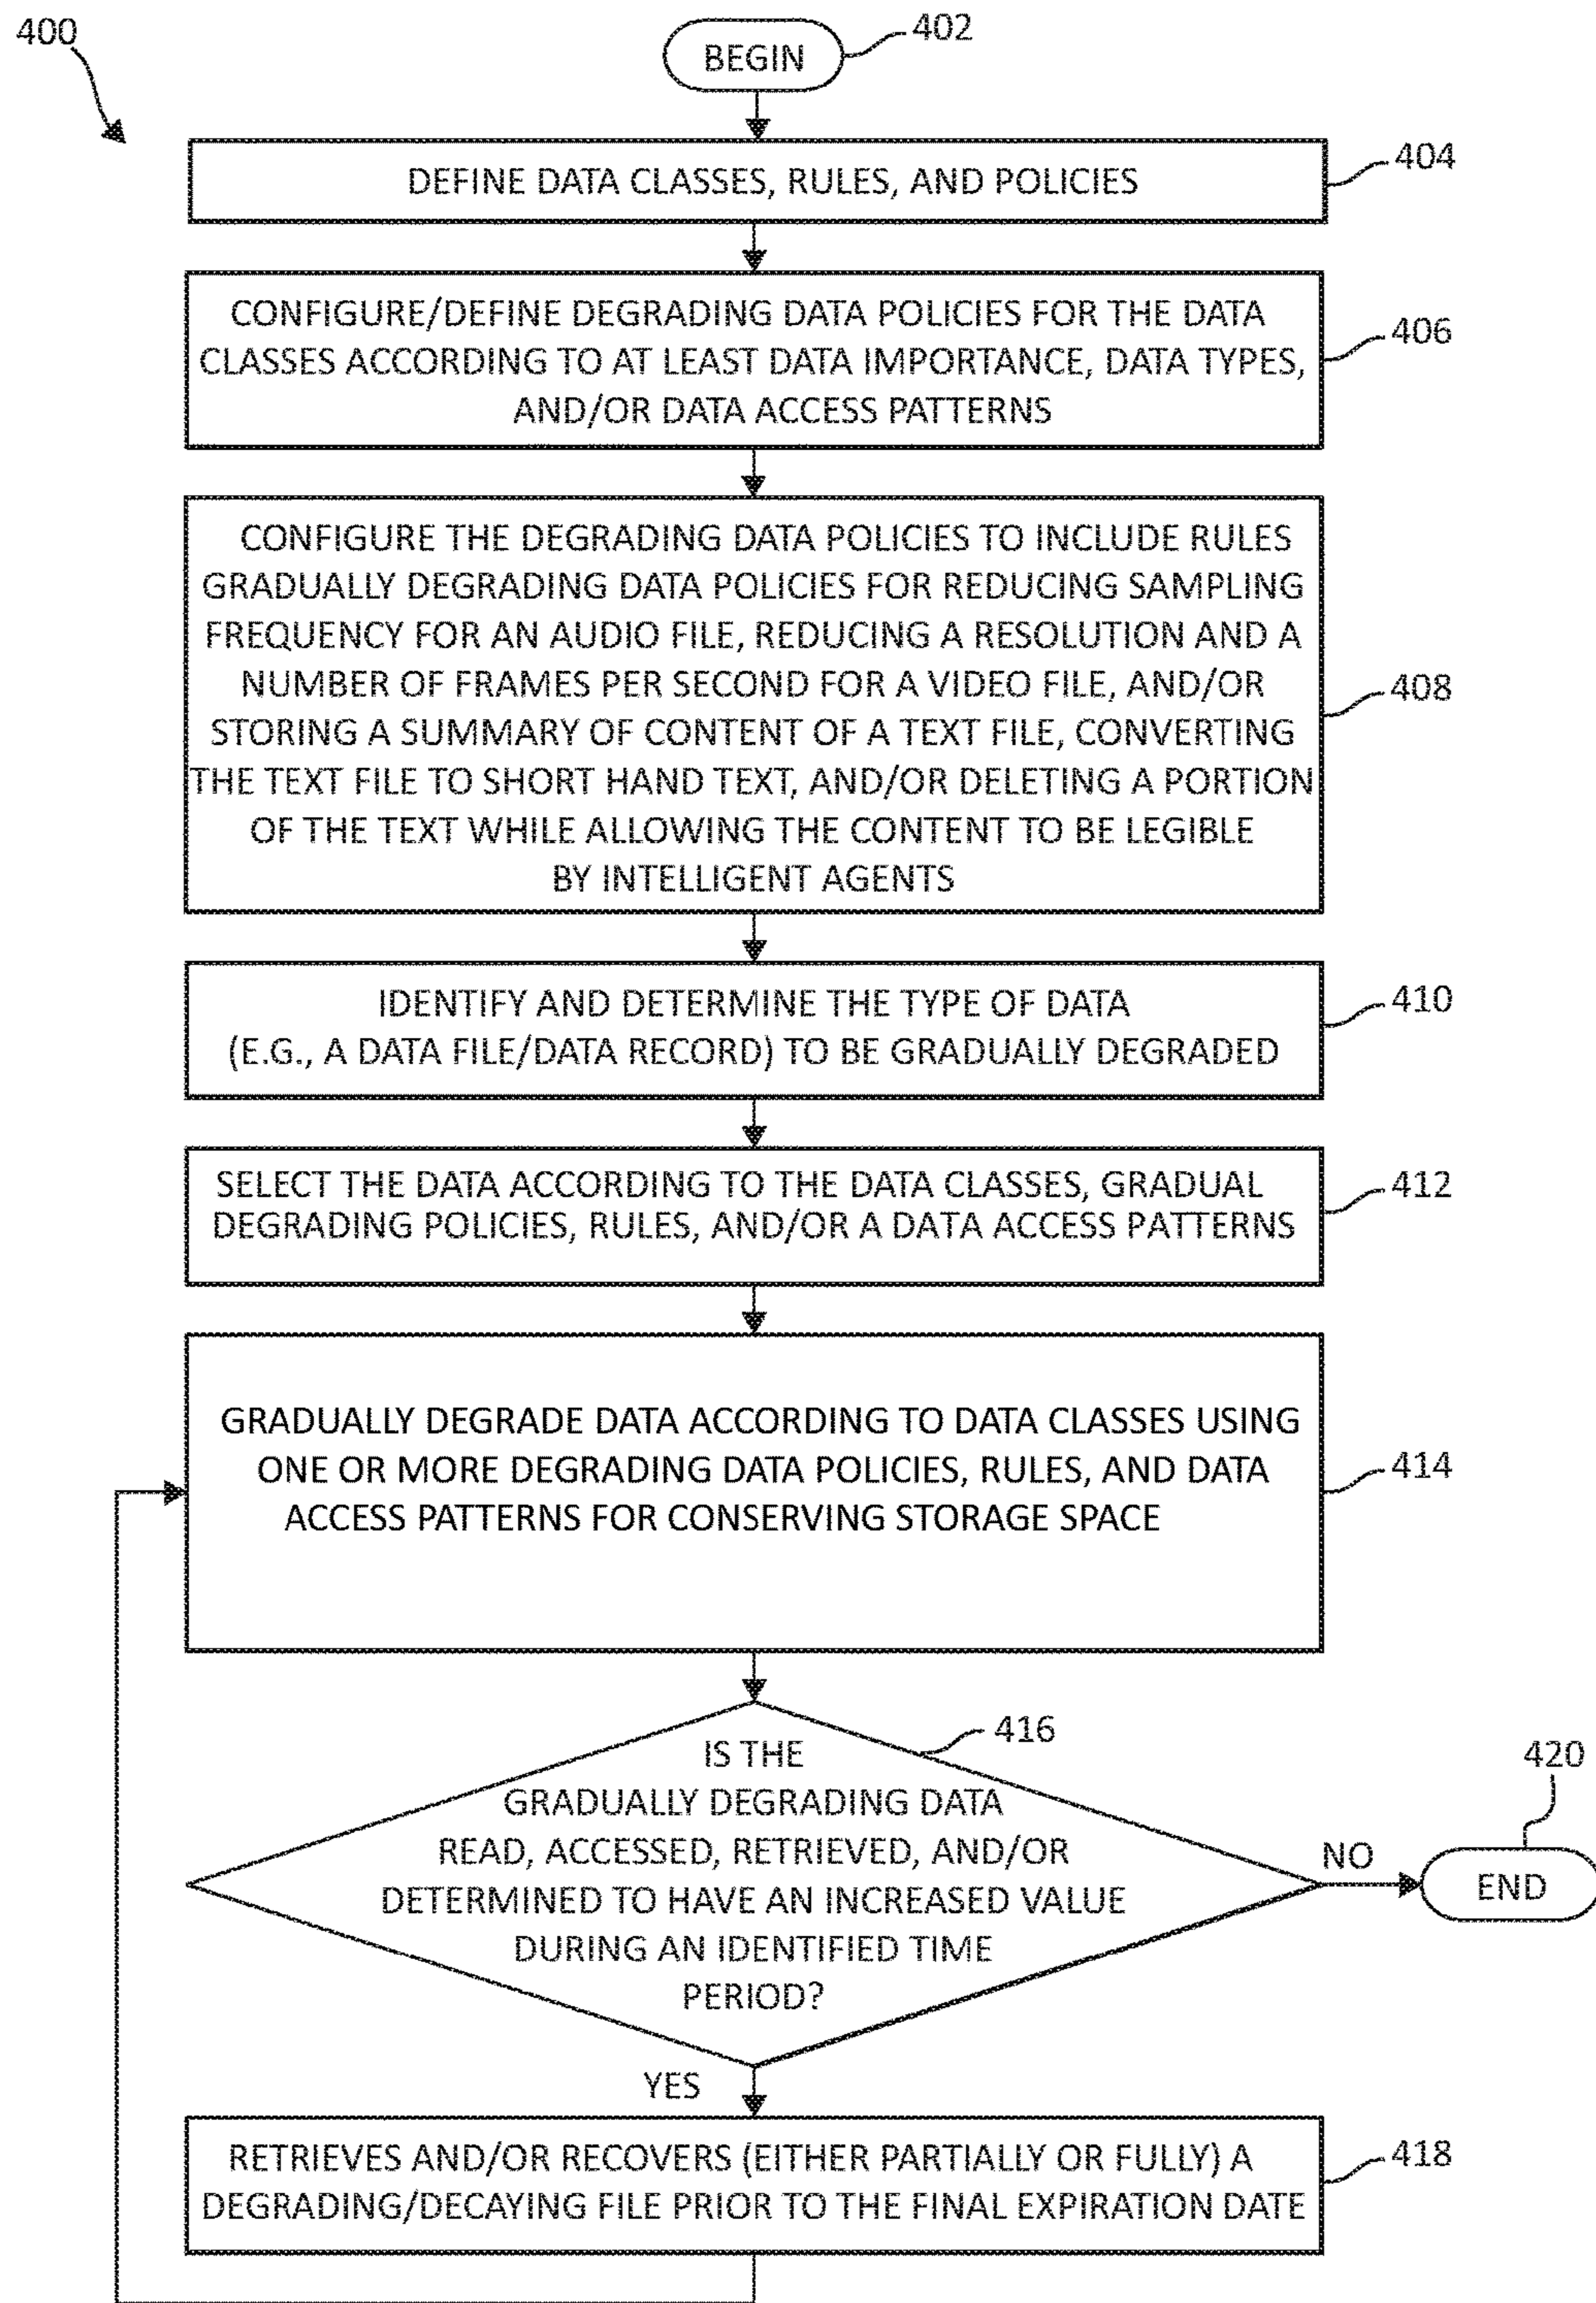 400
BEGIN
402
DEFINE DATA CLASSES, RULES, AND POLICIES
404
CONFIGURE/DEFINE DEGRADING DATA POLICIES FOR THE DATA
CLASSES ACCORDING TO AT LEAST DATA IMPORTANCE, DATA TYPES,
AND/OR DATA ACCESS PATTERNS
406
CONFIGURE THE DEGRADING DATA POLICIES TO INCLUDE RULES
GRADUALLY DEGRADING DATA POLICIES FOR REDUCING SAMPLING
FREQUENCY FOR AN AUDIO FILE, REDUCING A RESOLUTION AND A
NUMBER OF FRAMES PER SECOND FOR A VIDEO FILE, AND/OR
STORING A SUMMARY OF CONTENT OF A TEXT FILE, CONVERTING
THE TEXT FILE TO SHORT HAND TEXT, AND/OR DELETING A PORTION
OF THE TEXT WHILE ALLOWING THE CONTENT TO BE LEGIBLE
BY INTELLIGENT AGENTS
408
IDENTIFY AND DETERMINE THE TYPE OF DATA
(E.G., A DATA FILE/DATA RECORD) TO BE GRADUALLY DEGRADED
410
SELECT THE DATA ACCORDING TO THE DATA CLASSES, GRADUAL
DEGRADING POLICIES, RULES, AND/OR A DATA ACCESS PATTERNS
412
GRADUALLY DEGRADE DATA ACCORDING TO DATA CLASSES USING
ONE OR MORE DEGRADING DATA POLICIES, RULES, AND DATA
ACCESS PATTERNS FOR CONSERVING STORAGE SPACE
414
IS THE
GRADUALLY DEGRADING DATA
READ, ACCESSED, RETRIEVED, AND/OR
DETERMINED TO HAVE AN INCREASED VALUE
DURING AN IDENTIFIED TIME
PERIOD?
416
NO
END
420
YES
RETRIEVES AND/OR RECOVERS (EITHER PARTIALLY OR FULLY) A
DEGRADING/DECAYING FILE PRIOR TO THE FINAL EXPIRATION DATE
418